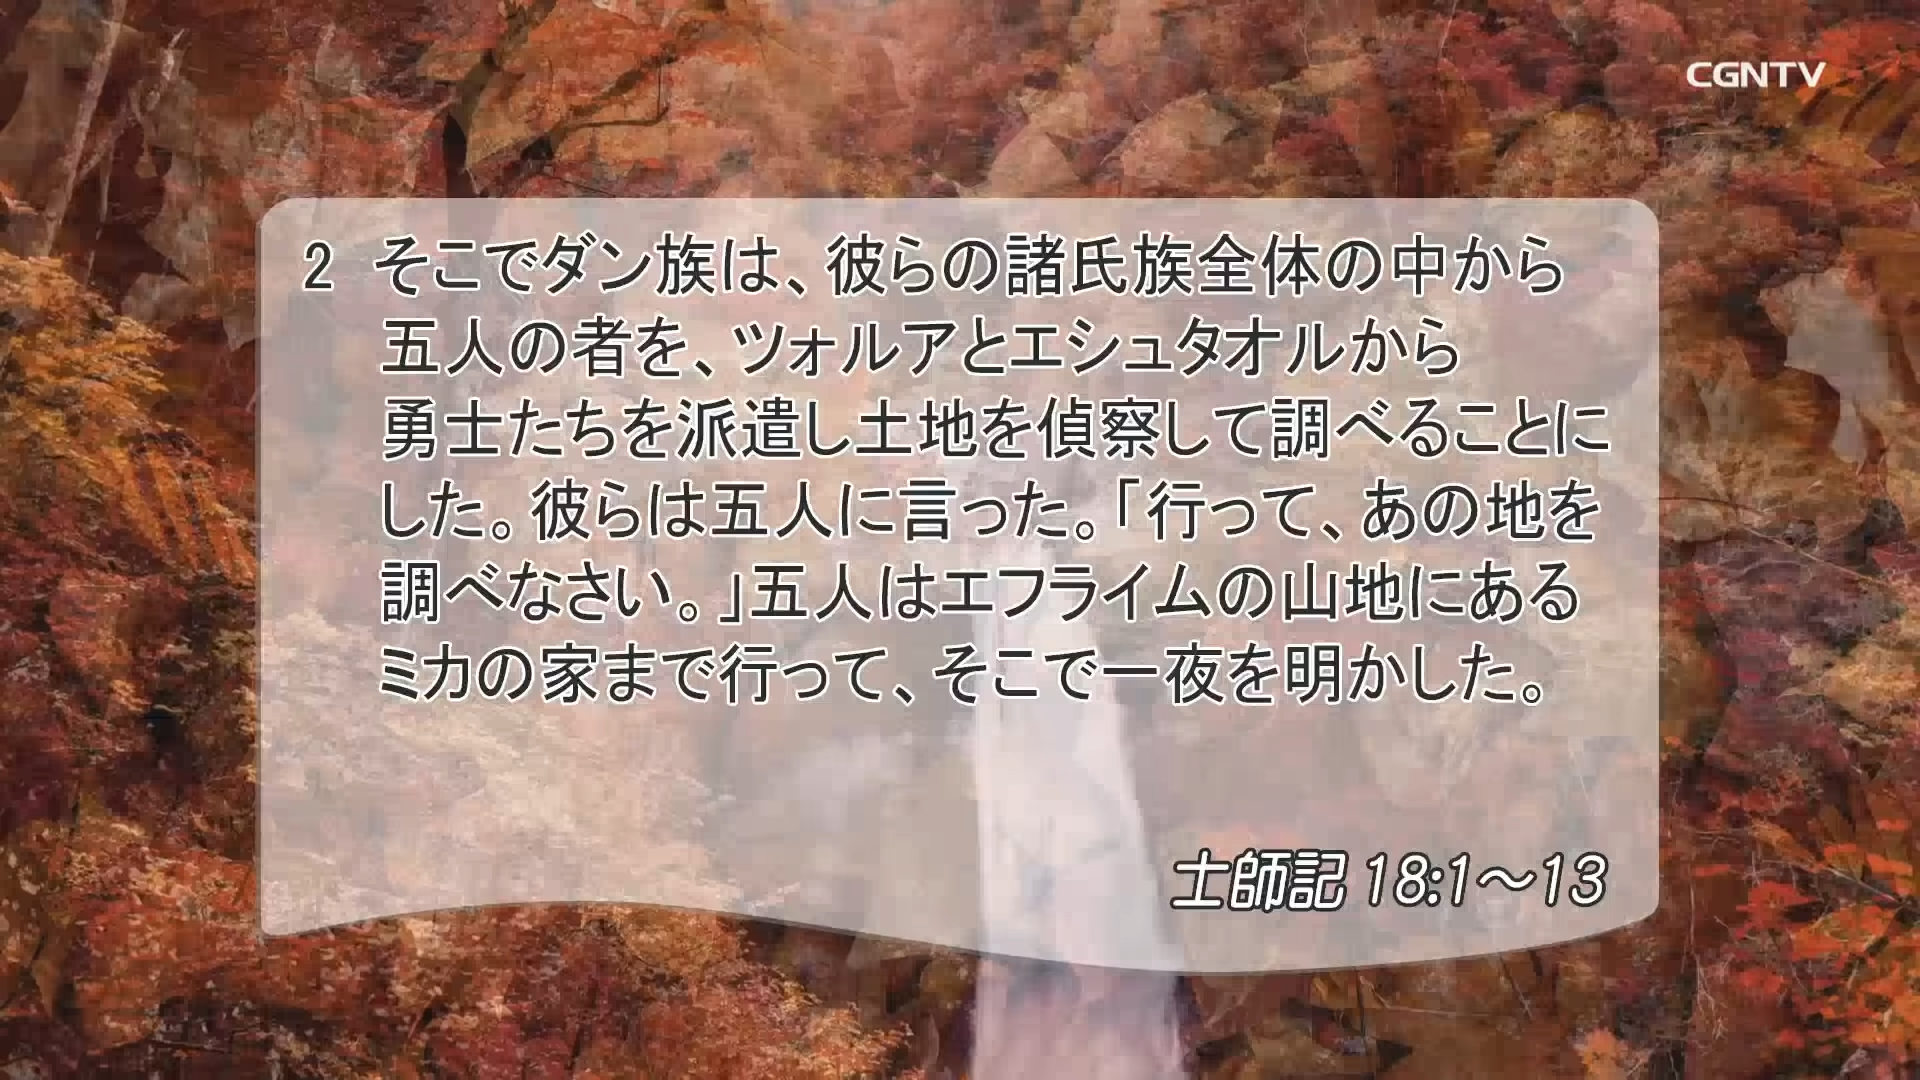 CGNTV
2 そこでダン族は、彼らの諸氏族全体の中から
五人の者を、ツォルアとエシュタオルから
勇士たちを派遣し土地を偵察して調べることに
した。彼らは五人に言った。「行って、あの地を
調べなさい。」五人はエフライムの山地にある
ミカの家まで行って、そこで一夜を明かした。
士師記 18:1～13